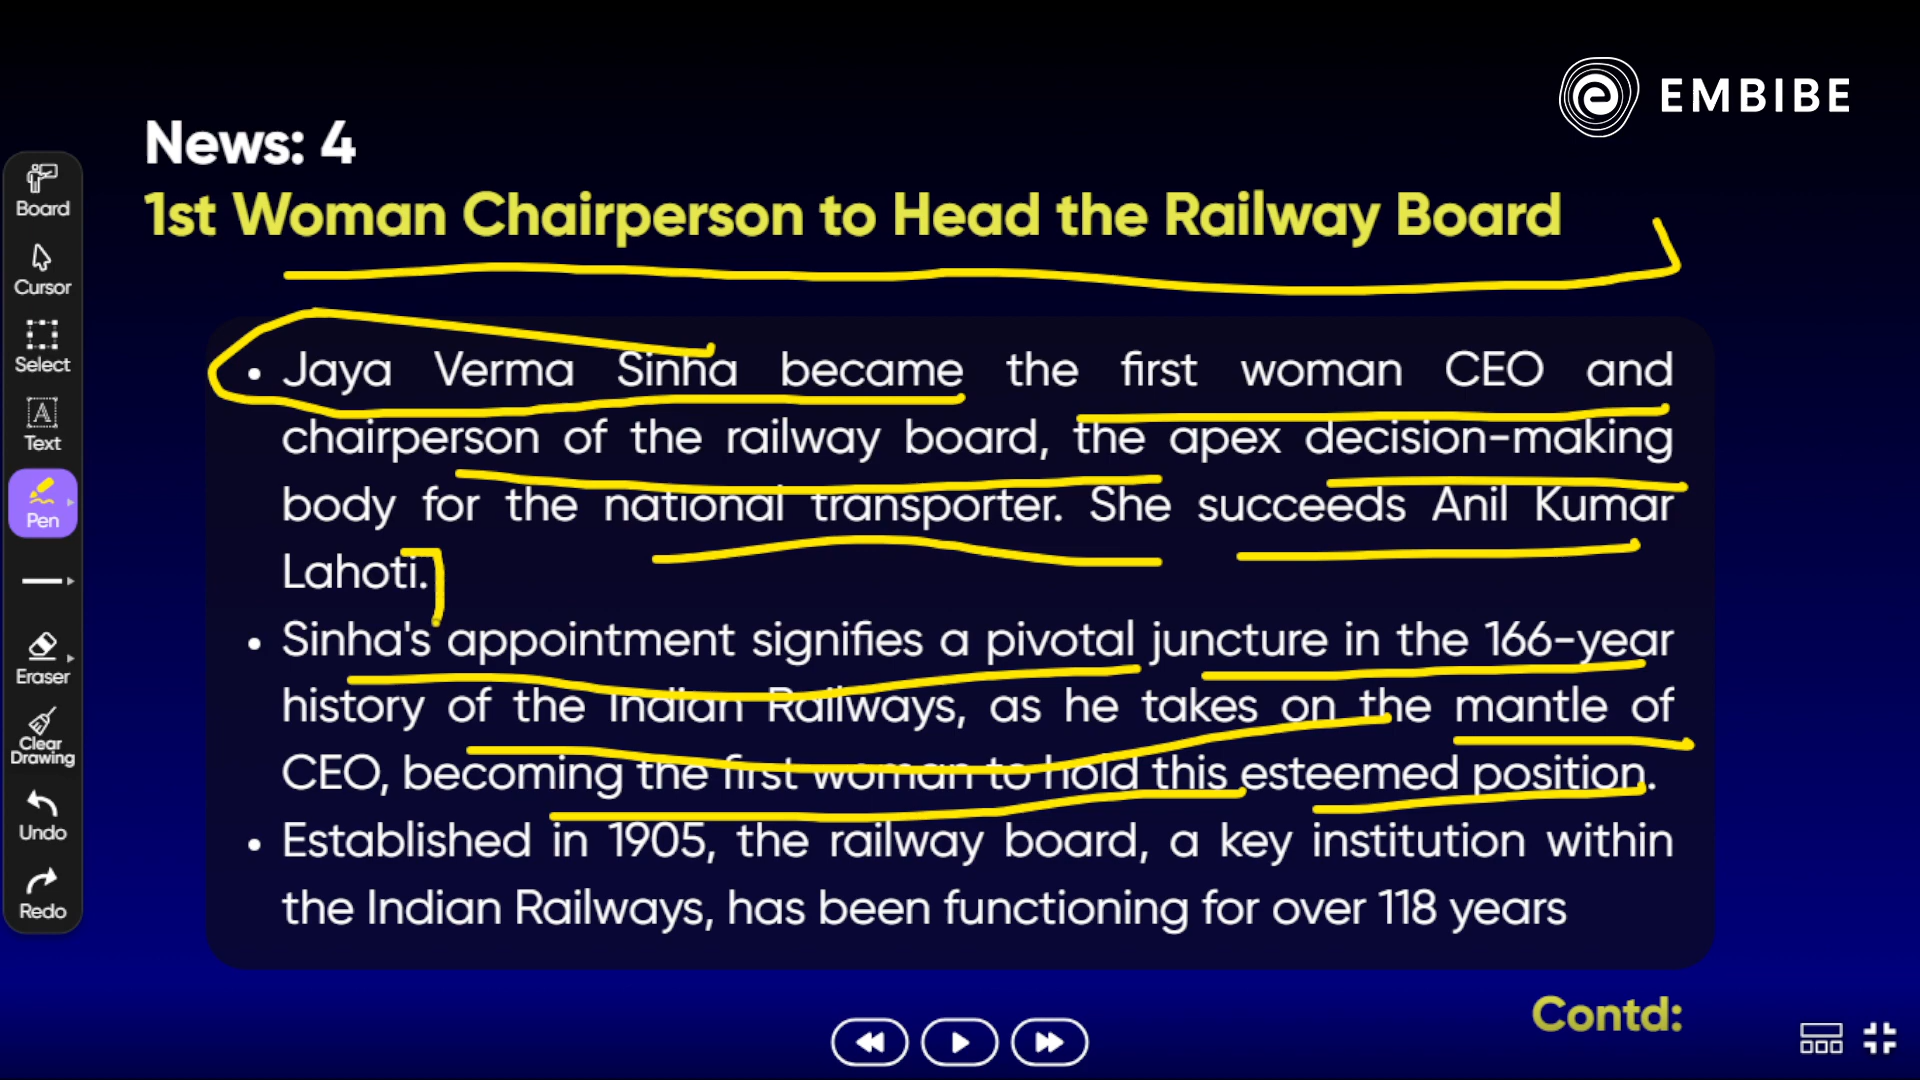 EMBIBE
News: 4
1st Woman Chairperson to Head the Railway Board
Board
Cursor
Select
Text
Pen
Eraser
Clear
Drawing
Undo
Redo
• Jaya Verma Sinha became the first woman CEO and
chairperson of the railway board, the apex decision-making
body for the national transporter. She succeeds Anil Kumar
Lahoti.
• Sinha's appointment signifies a pivotal juncture in the 166-year
history of the Indian Railways, as he takes on the mantle of
CEO, becoming the first woman to hold this esteemed position.
• Established in 1905, the railway board, a key institution within
the Indian Railways, has been functioning for over 118 years
Contd: